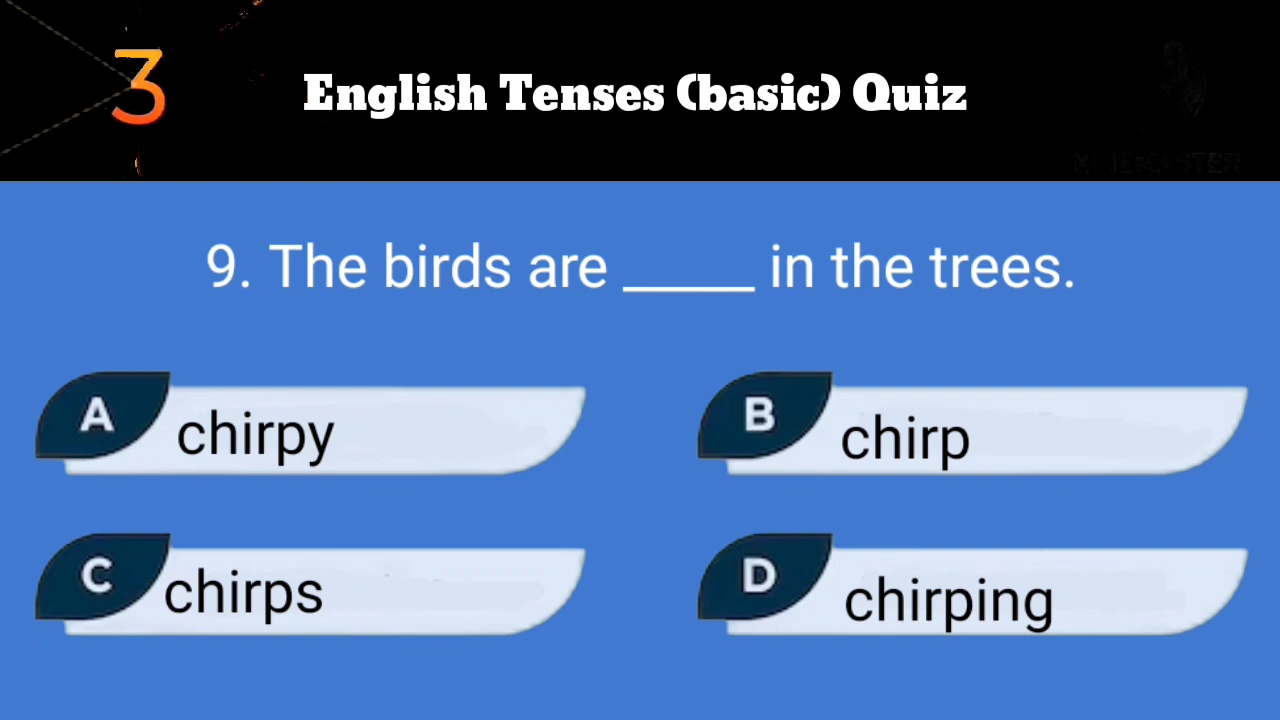 3
English Tenses (basic) Quiz
9. The birds are _____ in the trees.
A chirpy
B chirp
C chirps
D chirping